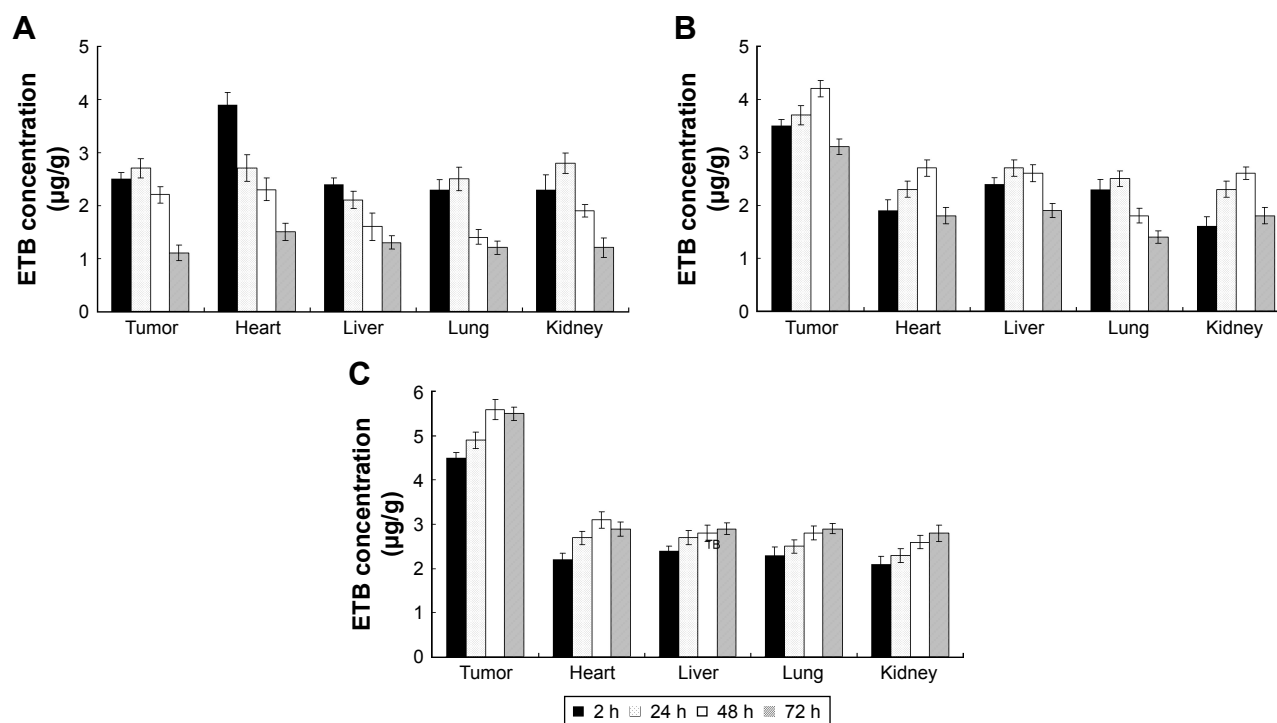 A
ETB concentration
(µg/g)
5
4
3
2
1
0
Tumor Heart Liver Lung Kidney
B
ETB concentration
(µg/g)
5
4
3
2
1
0
Tumor Heart Liver Lung Kidney
C
ETB concentration
(µg/g)
6
5
4
3
2
1
0
TB
Tumor Heart Liver Lung Kidney
2 h 24 h 48 h 72 h